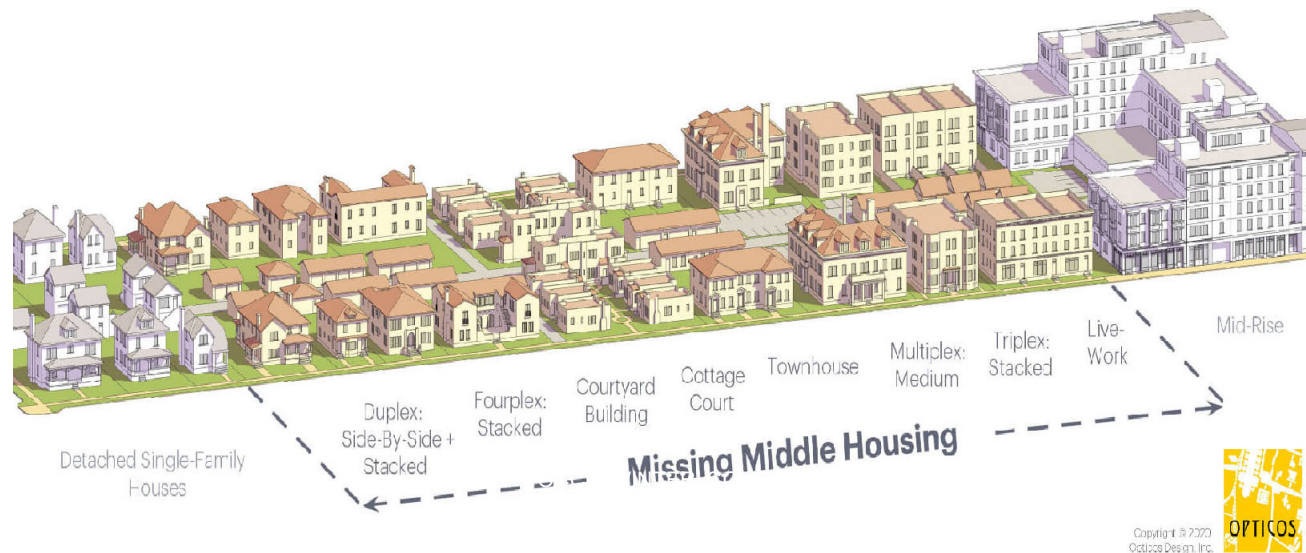 Detached Single-Family
Houses
Duplex:
Side-By-Side +
Stacked
Fourplex:
Stacked
Courtyard
Building
Cottage
Court
Townhouse
Multiplex:
Medium
Triplex:
Stacked
Live-
Work
Mid-Rise
Missing Middle Housing
Copyright © 2020
Opticos Design, Inc.
OPTICOS